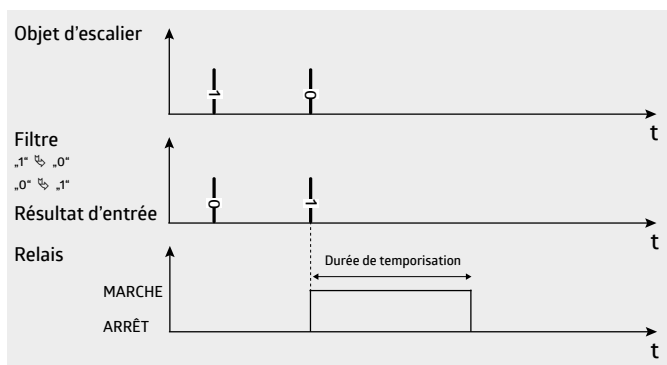 Objet d'escalier
1
0
t
Filtre
„1“ ⤷ „0“
„0“ ⤷ „1“
Résultat d'entrée
0
1
t
Relais
Durée de temporisation
MARCHE
ARRÊT
t